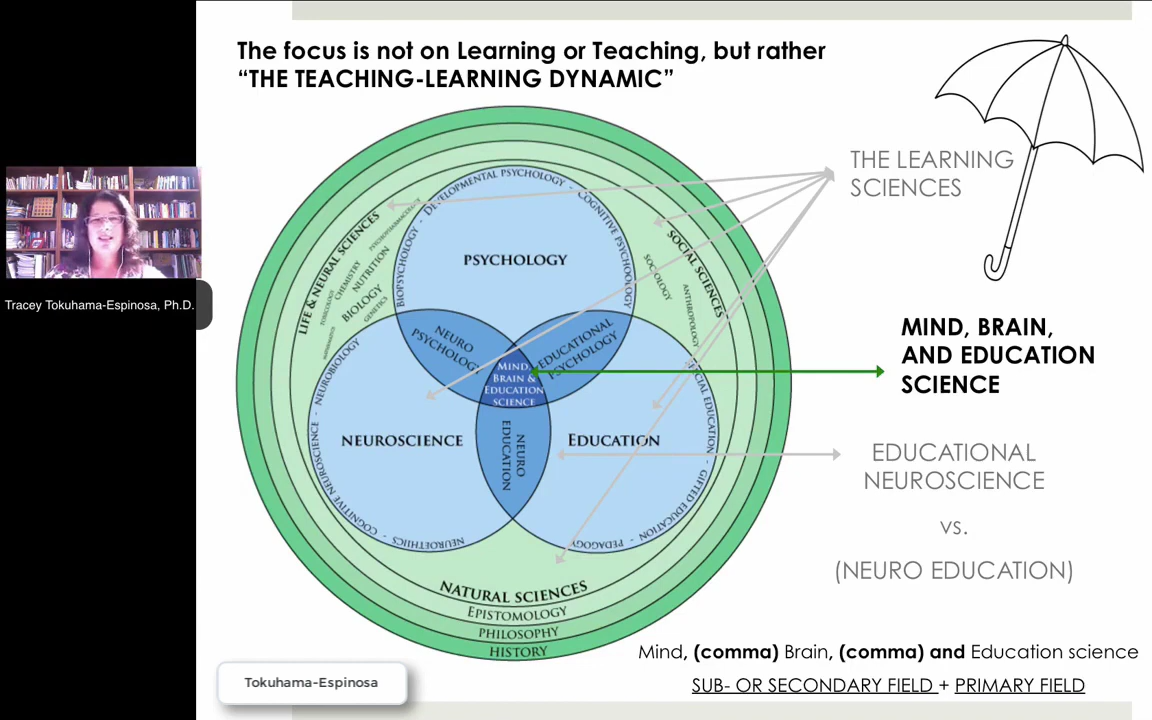 The focus is not on Learning or Teaching, but rather
“THE TEACHING-LEARNING DYNAMIC”
THE LEARNING
SCIENCES
Tracey Tokuhama-Espinosa, Ph.D.
MIND, BRAIN,
AND EDUCATION
SCIENCE
EDUCATIONAL
NEUROSCIENCE
vs.
(NEURO EDUCATION)
BIOPSYCHOLOGY - DEVELOPMENTAL PSYCHOLOGY - COGNITIVE PSYCHOLOGY
PSYCHOLOGY
LIFE & NEURAL SCIENCES
PSYCHOPHARMACOLOGY
NUTRITION
CHEMISTRY
BIOLOGY
GENETICS
SOCIAL SCIENCES
SOCIOLOGY
ANTHROPOLOGY
NEURO
PSYCHOLOGY
EDUCATIONAL
PSYCHOLOGY
MIND,
BRAIN &
EDUCATION
SCIENCE
NEUROSCIENCE
NEURO
EDUCATION
EDUCATION
NEUROBIOLOGY
COGNITIVE NEUROSCIENCE -
NEUROETHICS
SPECIAL EDUCATION
- GIFTED EDUCATION -
PEDAGOGY
NATURAL SCIENCES
EPISTOMOLOGY
PHILOSOPHY
HISTORY
Mind, (comma) Brain, (comma) and Education science
SUB- OR SECONDARY FIELD + PRIMARY FIELD
Tokuhama-Espinosa